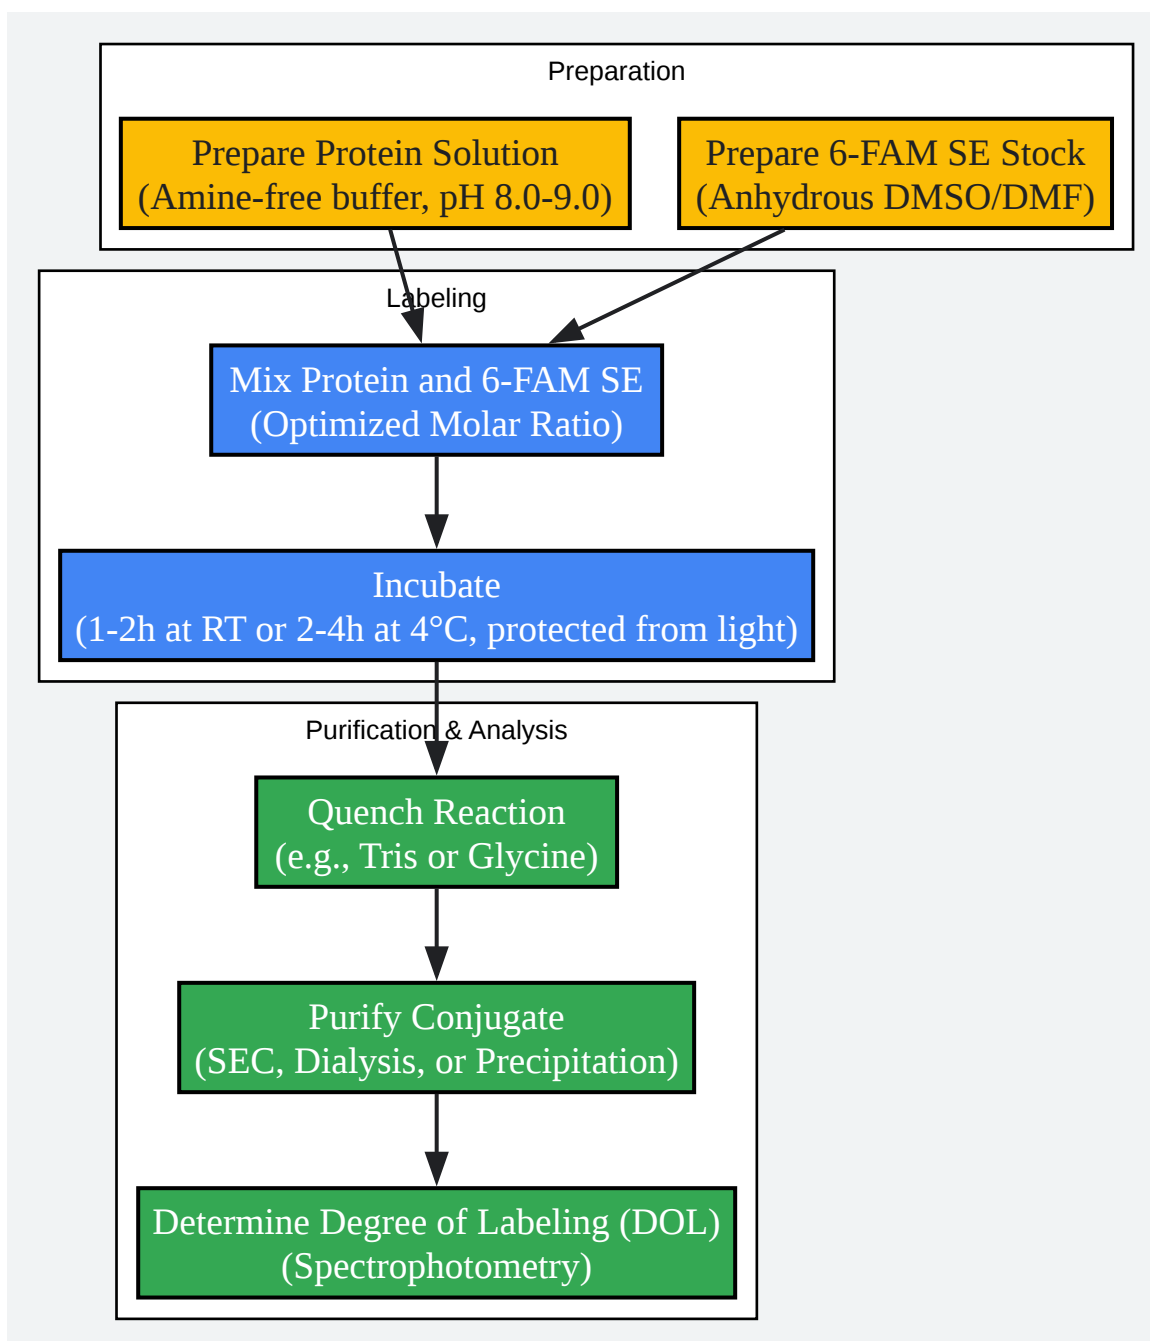 Preparation
Prepare Protein Solution
(Amine-free buffer, pH 8.0-9.0)
Prepare 6-FAM SE Stock
(Anhydrous DMSO/DMF)
Labeling
Mix Protein and 6-FAM SE
(Optimized Molar Ratio)
Incubate
(1-2h at RT or 2-4h at 4°C, protected from light)
Purification & Analysis
Quench Reaction
(e.g., Tris or Glycine)
Purify Conjugate
(SEC, Dialysis, or Precipitation)
Determine Degree of Labeling (DOL)
(Spectrophotometry)